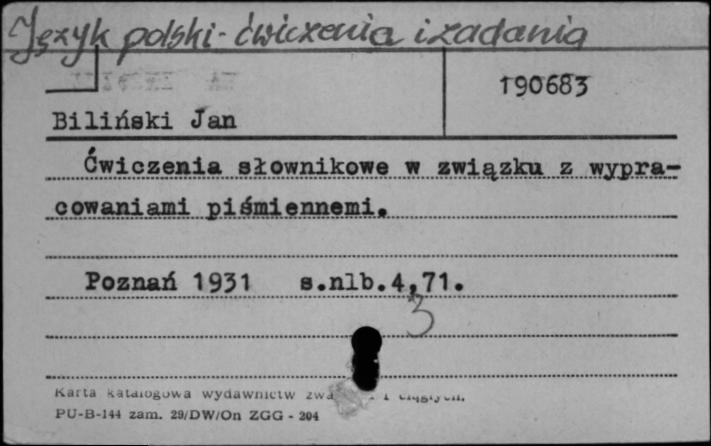 Język polski - ćwiczenia i zadania
190683
Biliński Jan
Ćwiczenia słownikowe w związku z wypra-
cowaniami piśmiennemi.
Poznań 1931 s.nlb.4,71.
3
Karta katalogowa wydawnictw i ciągłych.
PU-B-144 zam. 29/DW/On ZGG - 204